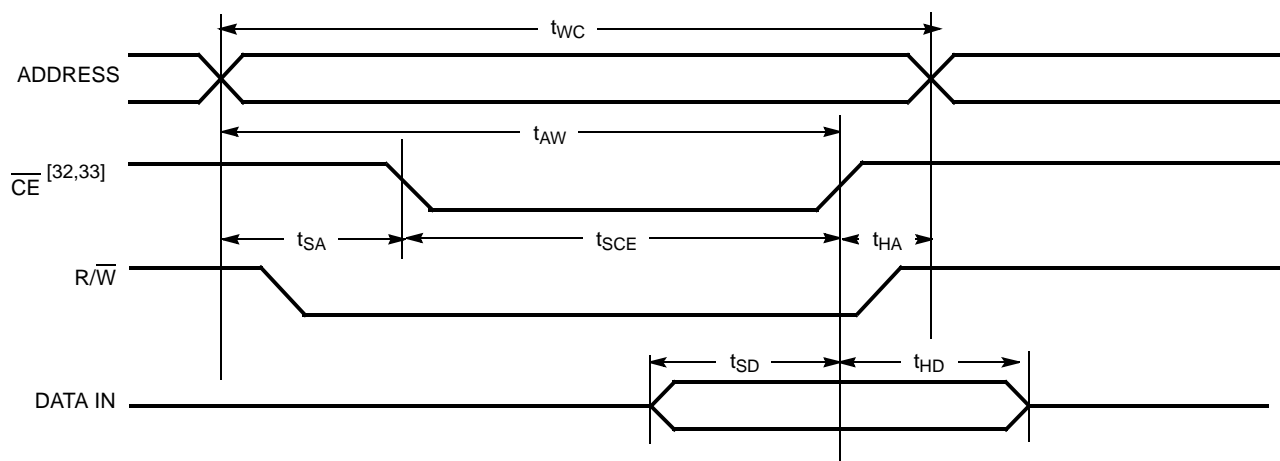 tWC
ADDRESS
tAW
CE [32,33]
tSA
tSCE
tHA
R/W
tSD
tHD
DATA IN